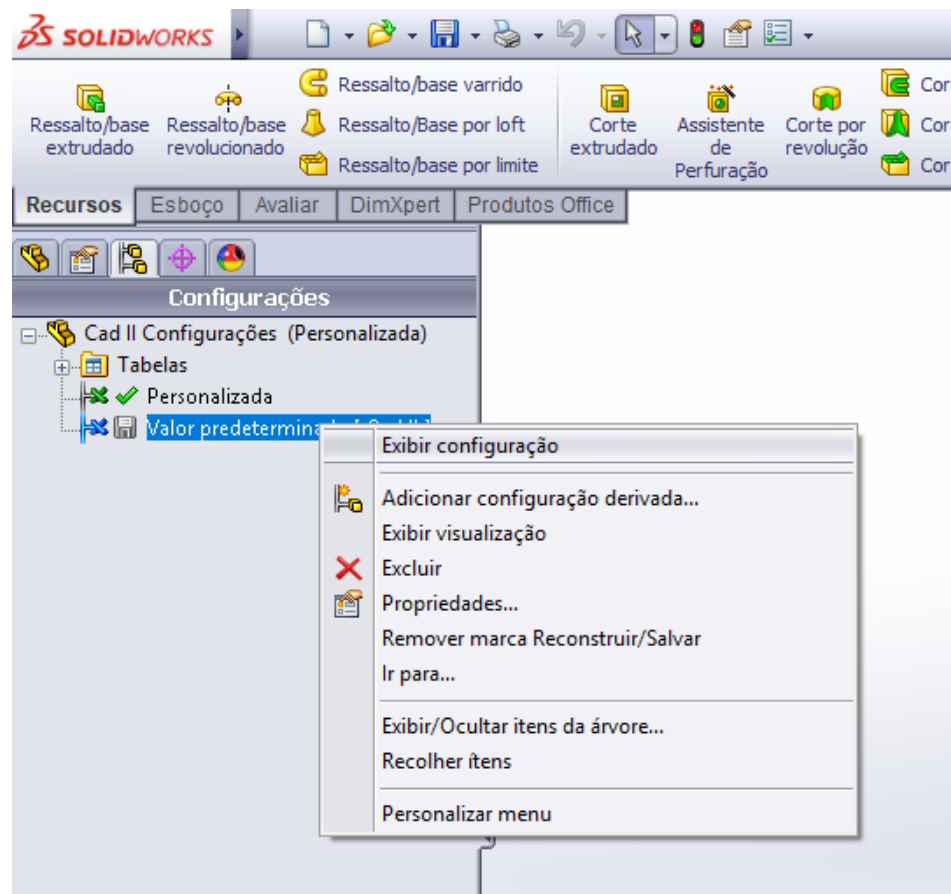 SOLIDWORKS
Ressalto/base extrudado
Ressalto/base revolucionado
Ressalto/base varrido
Ressalto/Base por loft
Ressalto/base por limite
Corte extrudado
Assistente de Perfuração
Corte por revolução
Cor
Cor
Cor
Recursos Esboço Avaliar DimXpert Produtos Office
Configurações
Cad II Configurações (Personalizada)
Tabelas
Personalizada
Valor predetermina
Exibir configuração
Adicionar configuração derivada...
Exibir visualização
Excluir
Propriedades...
Remover marca Reconstruir/Salvar
Ir para...
Exibir/Ocultar itens da árvore...
Recolher ítens
Personalizar menu